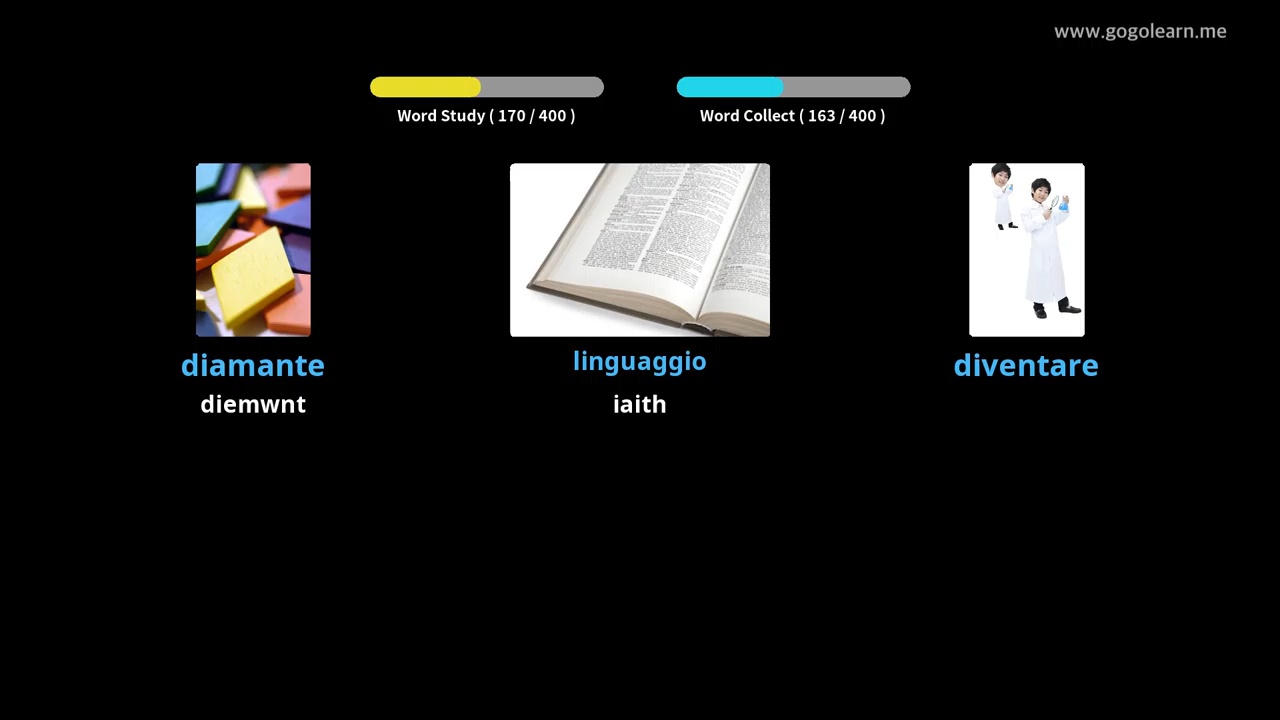 www.gogolearn.me
Word Study ( 170 / 400 )
Word Collect ( 163 / 400 )
diamante
diemwnt
linguaggio
iaith
diventare